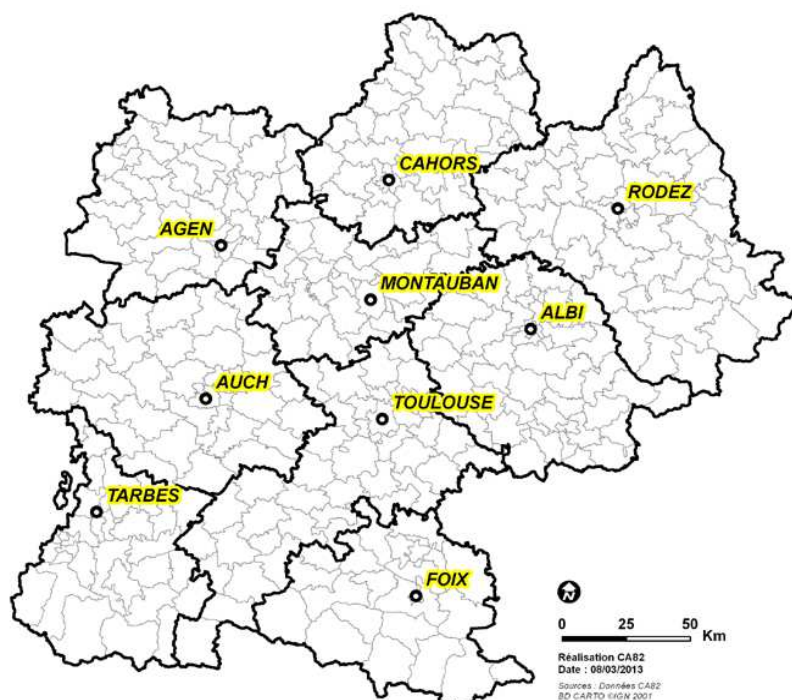 CAHORS
RODEZ
AGEN
MONTAUBAN
ALBI
AUCH
TOULOUSE
TARBES
FOIX
N
0 25 50
Km
Réalisation CA82
Date : 08/03/2013
Sources : Données CA82
BD CARTO ©IGN 2001